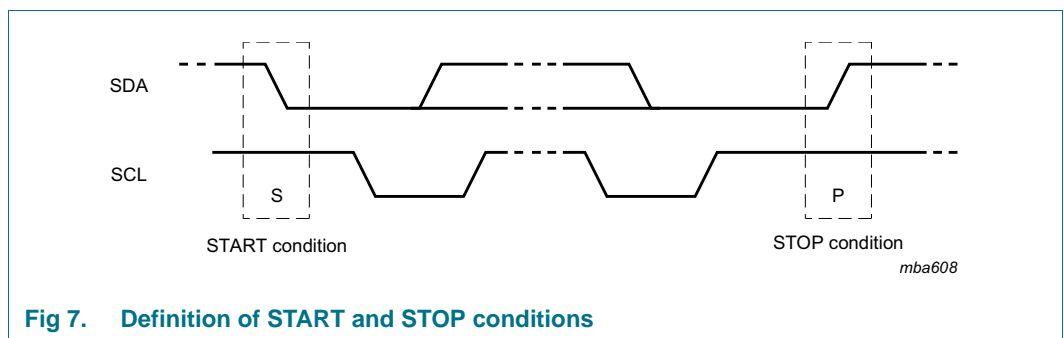 SDA
SCL
S
P
START condition
STOP condition
mba608
Fig 7. Definition of START and STOP conditions